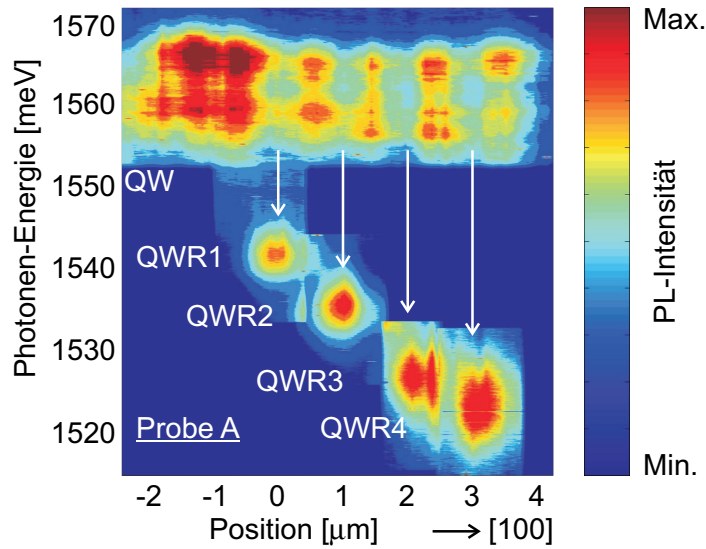 1570
1560
1550
1540
1530
1520
Photonen-Energie [meV]
QW
QWR1
QWR2
QWR3
QWR4
Probe A
-2 -1 0 1 2 3 4
Position [μm] → [100]
Max.
PL-Intensität
Min.